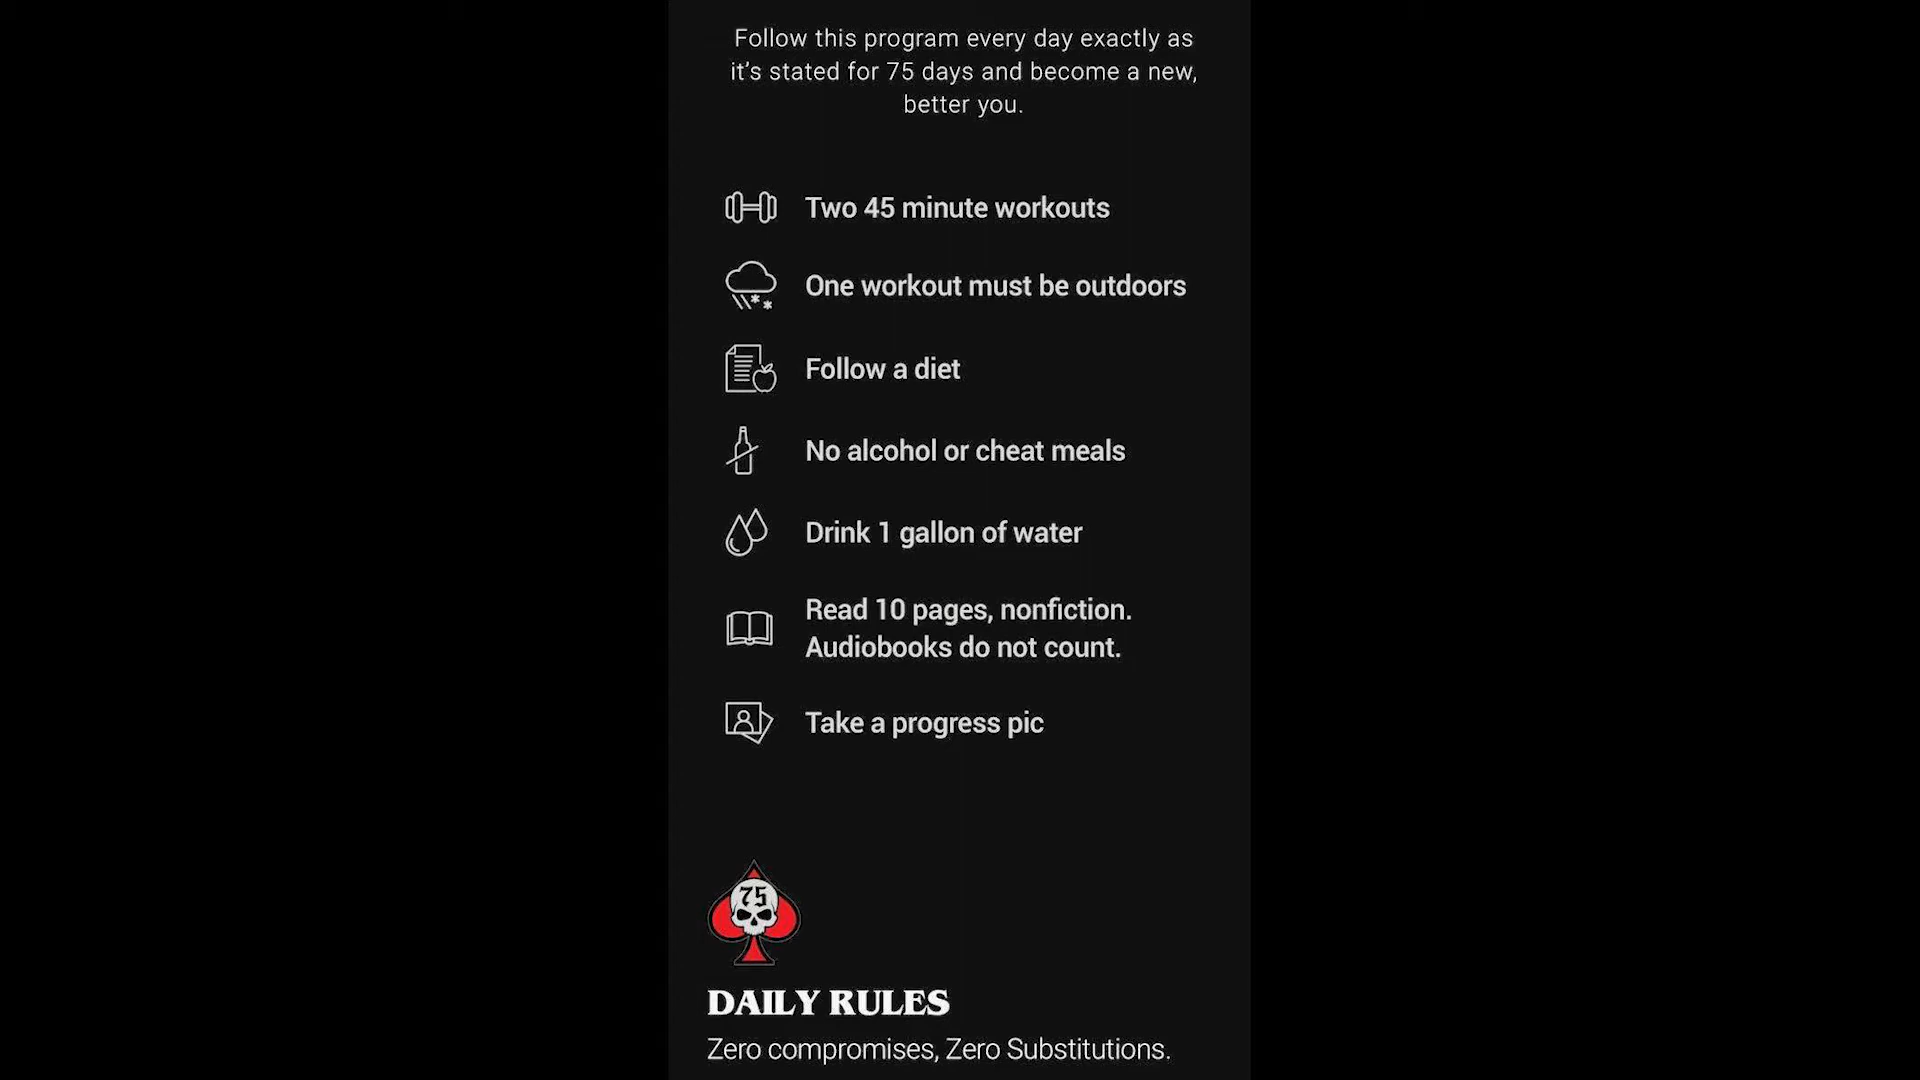 Follow this program every day exactly as
it’s stated for 75 days and become a new,
better you.
Two 45 minute workouts
One workout must be outdoors
Follow a diet
No alcohol or cheat meals
Drink 1 gallon of water
Read 10 pages, nonfiction.
Audiobooks do not count.
Take a progress pic
75
DAILY RULES
Zero compromises, Zero Substitutions.